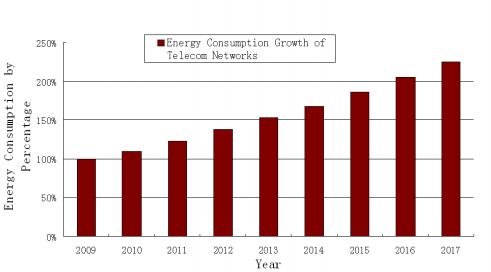 Energy Consumption Growth of
Telecom Networks
Energy Consumption by
Percentage
250%
200%
150%
100%
50%
0%
2009 2010 2011 2012 2013 2014 2015 2016 2017
Year